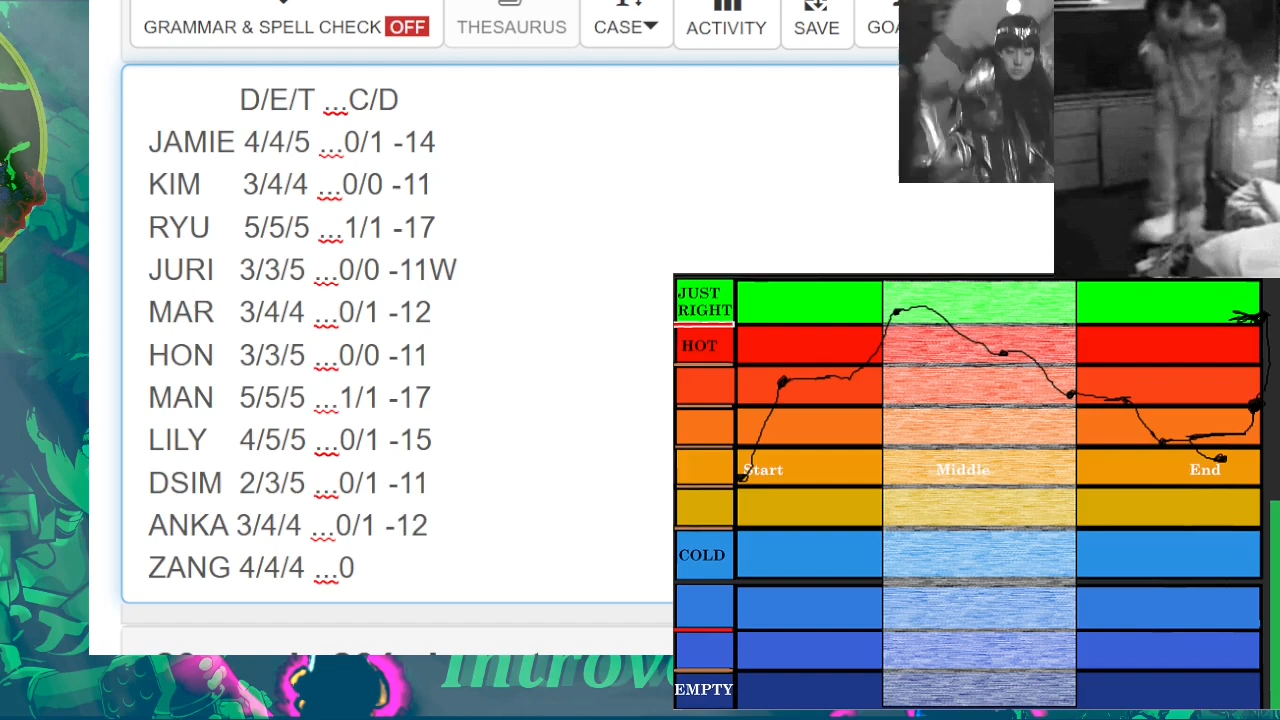 GRAMMAR & SPELL CHECK OFF
THESAURUS
CASE
ACTIVITY
SAVE
D/E/T ...C/D
JAMIE 4/4/5 ...0/1 -14
KIM 3/4/4 ...0/0 -11
RYU 5/5/5 ...1/1 -17
JURI 3/3/5 ...0/0 -11W
MAR 3/4/4 ...0/1 -12
HON 3/3/5 ...0/0 -11
MAN 5/5/5 ...1/1 -17
LILY 4/5/5 ...0/1 -15
DSIM 2/3/5 ...0/1 -11
ANKA 3/4/4 ...0/1 -12
ZANG 4/4/4 ...0
JUST
RIGHT
HOT
Start Middle End
COLD
EMPTY